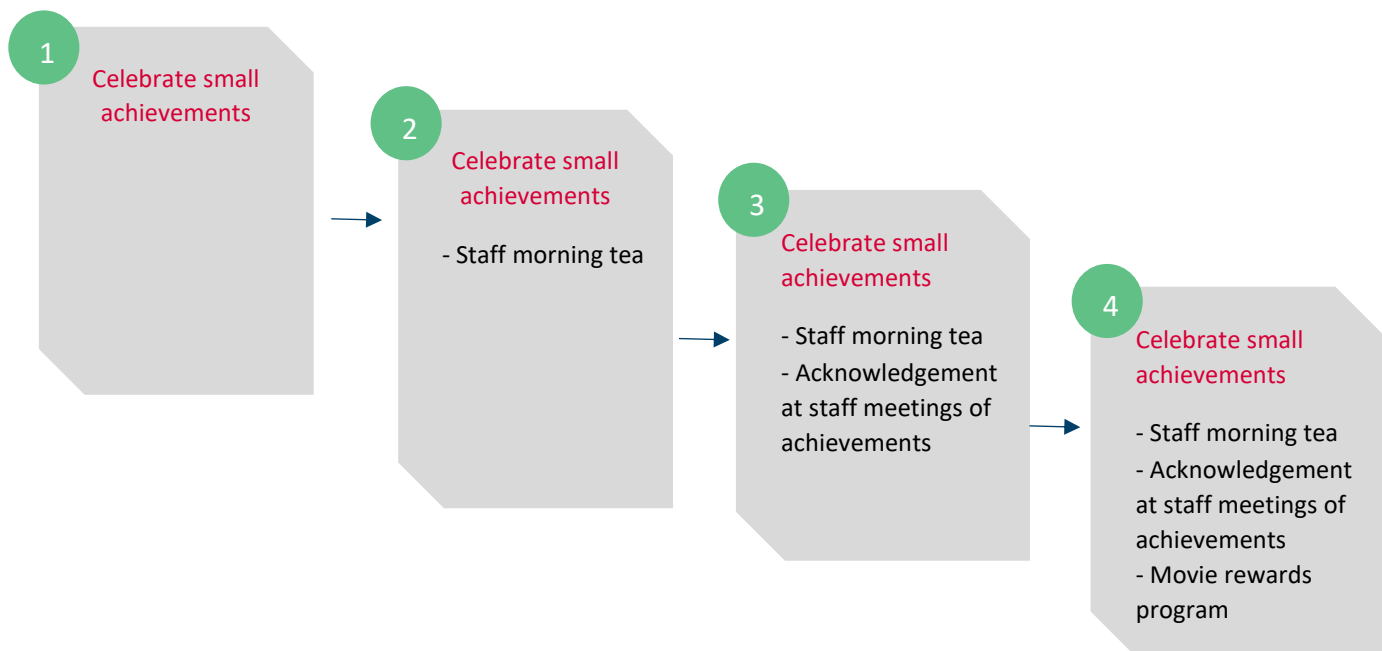 1
Celebrate small
achievements
2
Celebrate small
achievements
- Staff morning tea
3
Celebrate small
achievements
- Staff morning tea
- Acknowledgement
at staff meetings of
achievements
4
Celebrate small
achievements
- Staff morning tea
- Acknowledgement
at staff meetings of
achievements
- Movie rewards
program